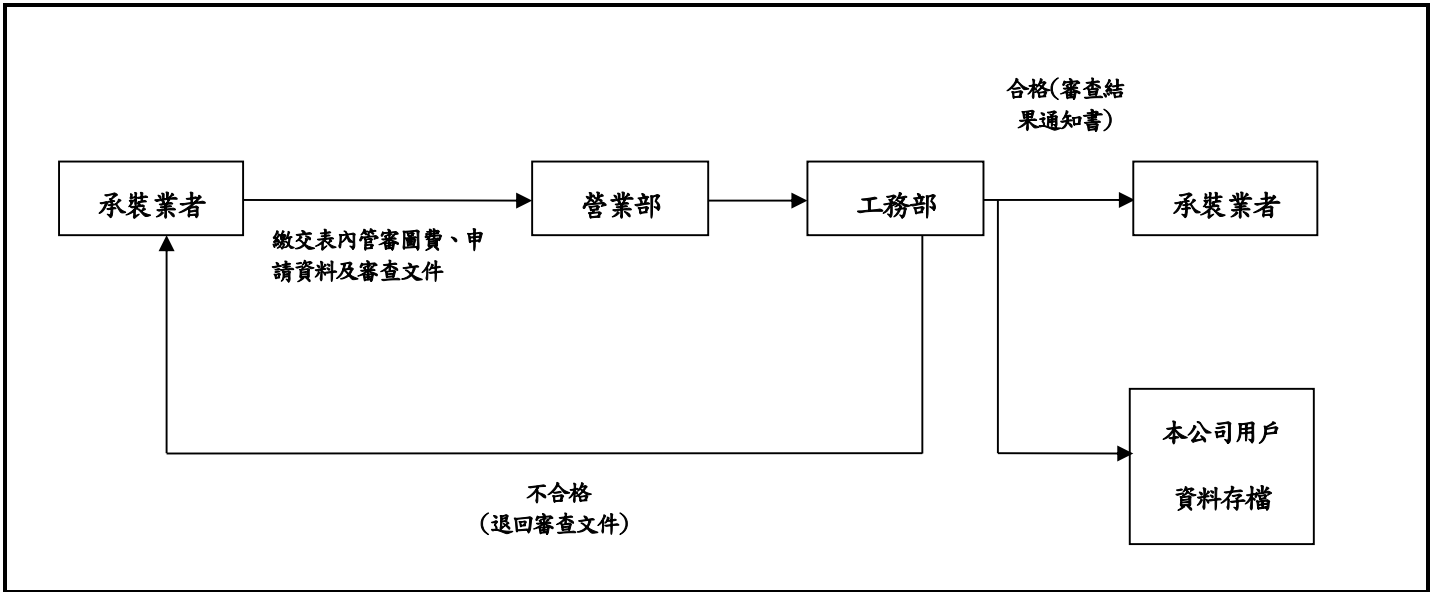 合格(審查結
果通知書)
承裝業者
營業部
工務部
承裝業者
繳交表內管審圖費、申
請資料及審查文件
本公司用戶
資料存檔
不合格
(退回審查文件)